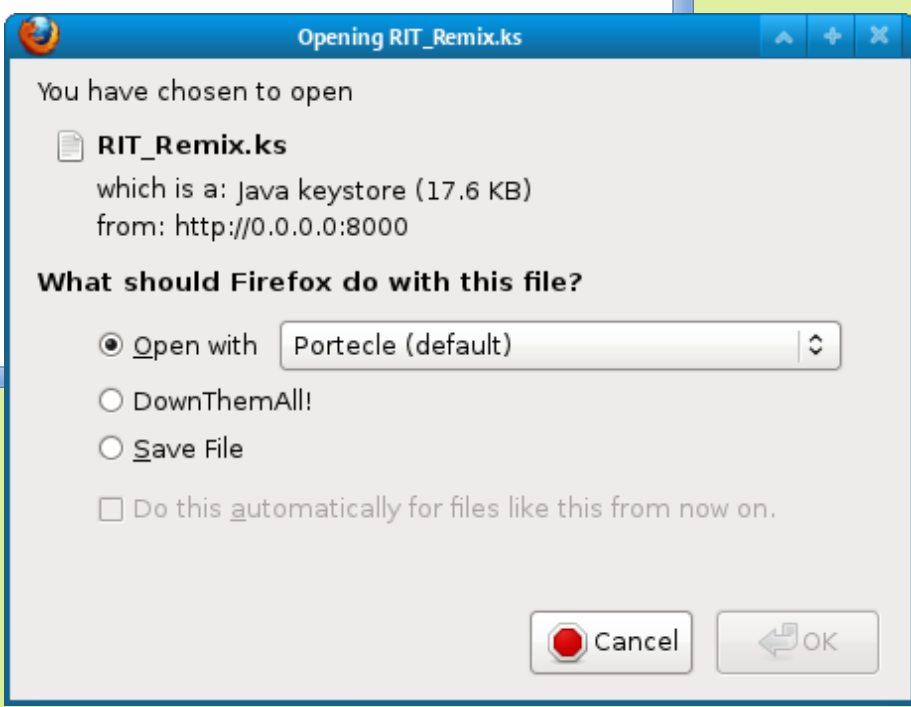 Opening RIT_Remix.ks
You have chosen to open
RIT_Remix.ks
which is a: Java keystore (17.6 KB)
from: http://0.0.0.0:8000
What should Firefox do with this file?
Open with Portecle (default)
DownThemAll!
Save File
Do this automatically for files like this from now on.
Cancel OK